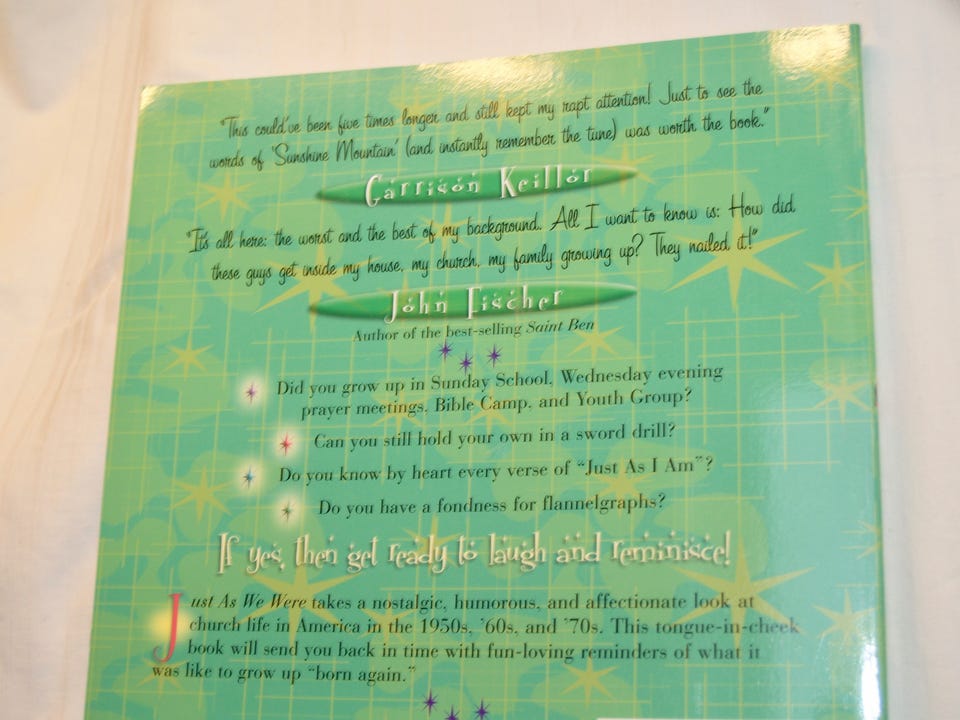 "This could've been five times longer and still kept my rapt attention! Just to see the
words of 'Sunshine Mountain' (and instantly remember the tune) was worth the book."
Garrison Keillor
"It's all here: the worst and the best of my background. All I want to know is: How did
these guys get inside my house, my church, my family growing up? They nailed it!"
John Fischer
Author of the best-selling Saint Ben
Did you grow up in Sunday School, Wednesday evening
prayer meetings, Bible Camp, and Youth Group?
Can you still hold your own in a sword drill?
Do you know by heart every verse of "Just As I Am"?
Do you have a fondness for flannelgraphs?
If yes, then get ready to laugh and reminisce!
Just As We Were takes a nostalgic, humorous, and affectionate look at
church life in America in the 1950s, '60s, and '70s. This tongue-in-cheek
book will send you back in time with fun-loving reminders of what it
was like to grow up "born again."